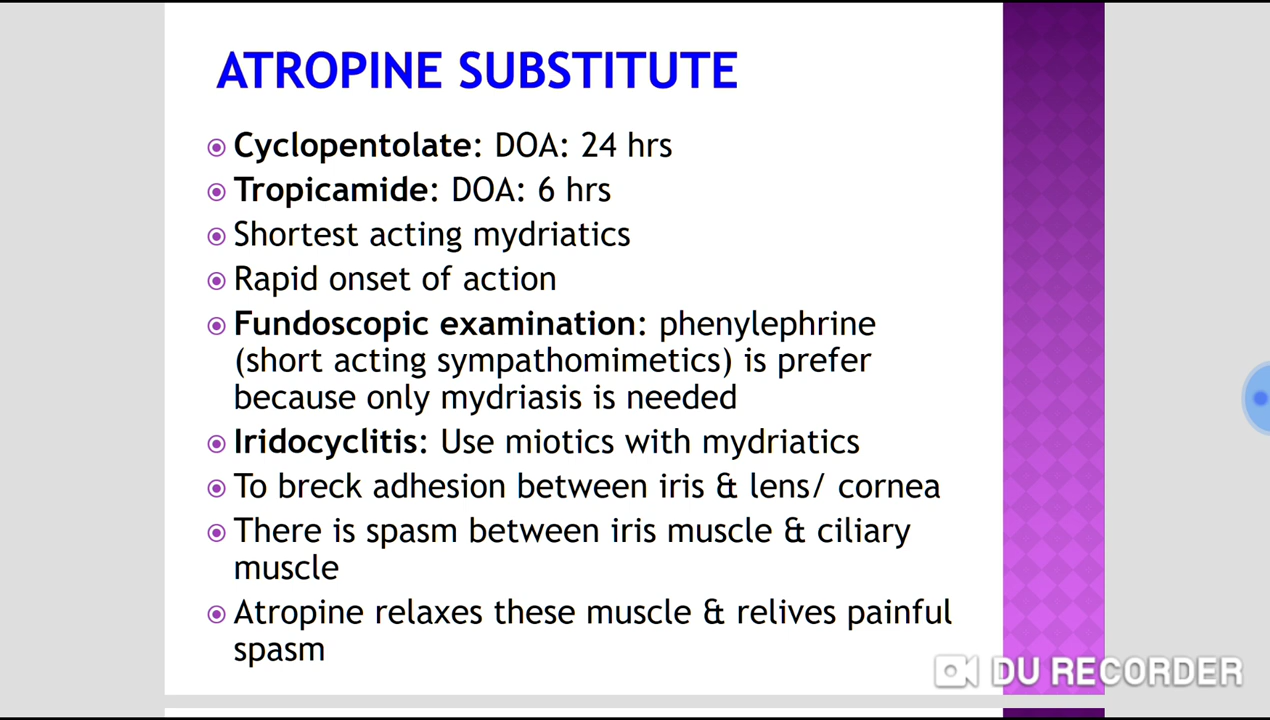 ATROPINE SUBSTITUTE
Cyclopentolate: DOA: 24 hrs
Tropicamide: DOA: 6 hrs
Shortest acting mydriatics
Rapid onset of action
Fundoscopic examination: phenylephrine
(short acting sympathomimetics) is prefer
because only mydriasis is needed
Iridocyclitis: Use miotics with mydriatics
To breck adhesion between iris & lens/ cornea
There is spasm between iris muscle & ciliary
muscle
Atropine relaxes these muscle & relives painful
spasm
DU RECORDER